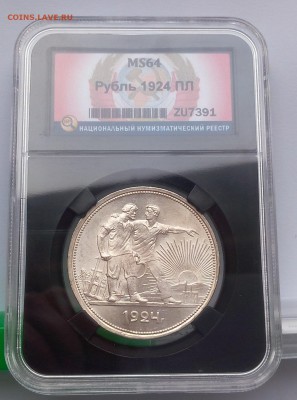 COINS.LAVE.RU
MS64
Рубль 1924 ПЛ
ZU7391
НАЦИОНАЛЬНЫЙ НУМИЗМАТИЧЕСКИЙ РЕЕСТР
1924